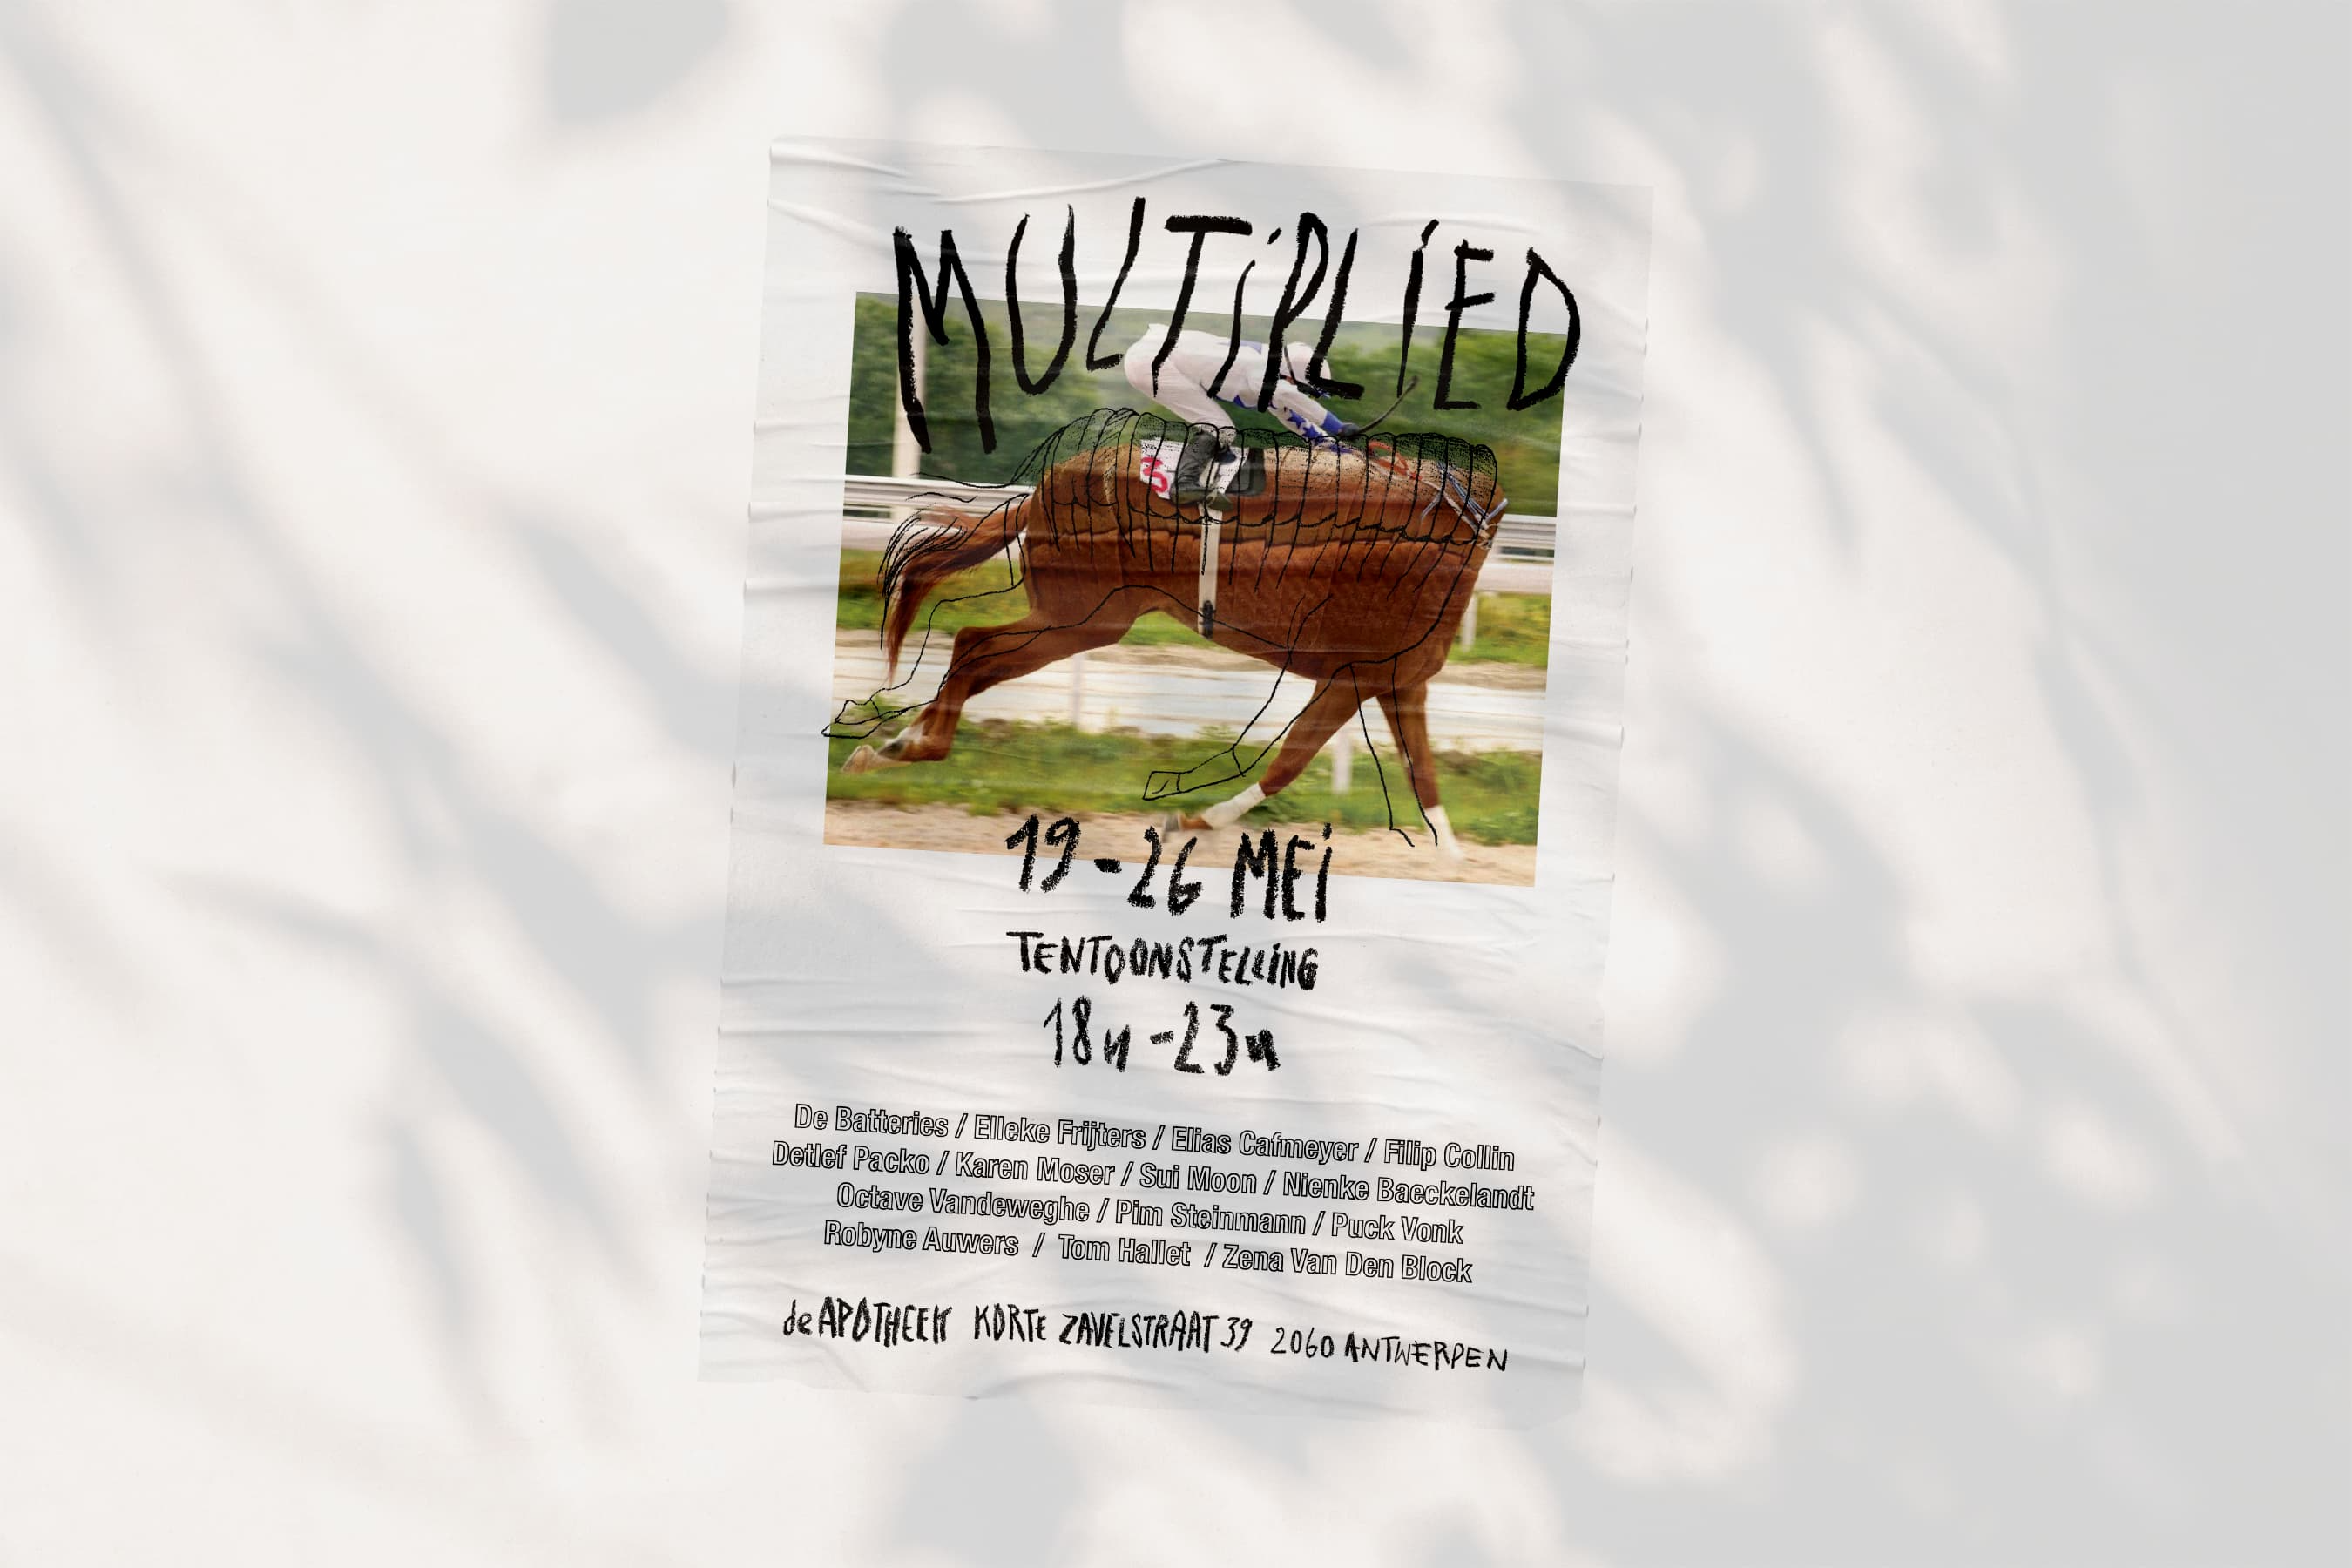 MULTiPLiED
3
19-26 MEi
TENTOONSTELLiNG
18u-23u
De Batteries / Elleke Frijters / Elias Cafmeyer / Filip Collin
Detlef Packo / Karen Moser / Sui Moon / Nienke Baeckelandt
Octave Vandeweghe / Pim Steinmann / Puck Vonk
Robyne Auwers / Tom Hallet / Zena Van Den Block
de APOTHEEK KORTE ZAVELSTRAAT 39 2060 ANTWERPEN